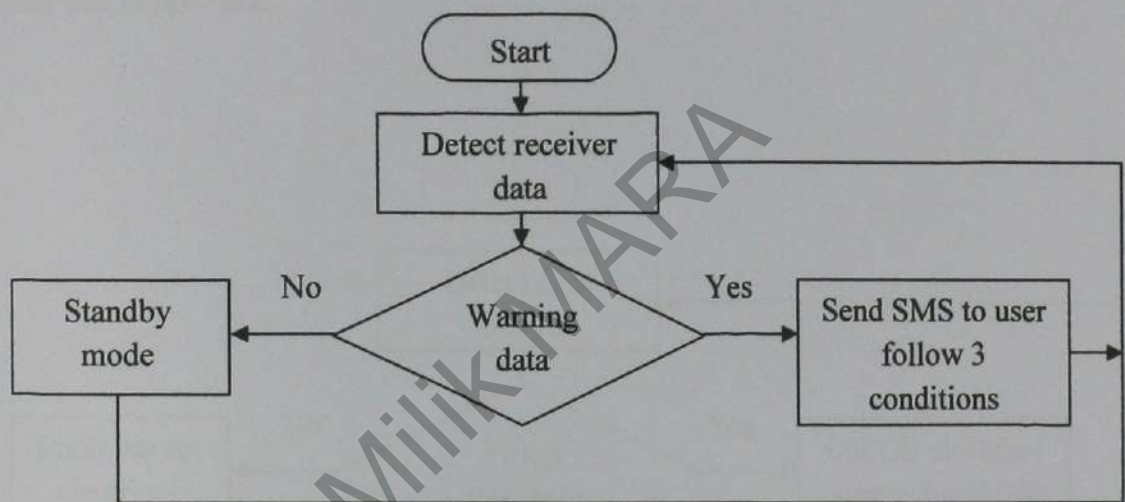 Start
Detect receiver
data
No
Yes
Standby
mode
Warning
data
Send SMS to user
follow 3
conditions
Milik MARA